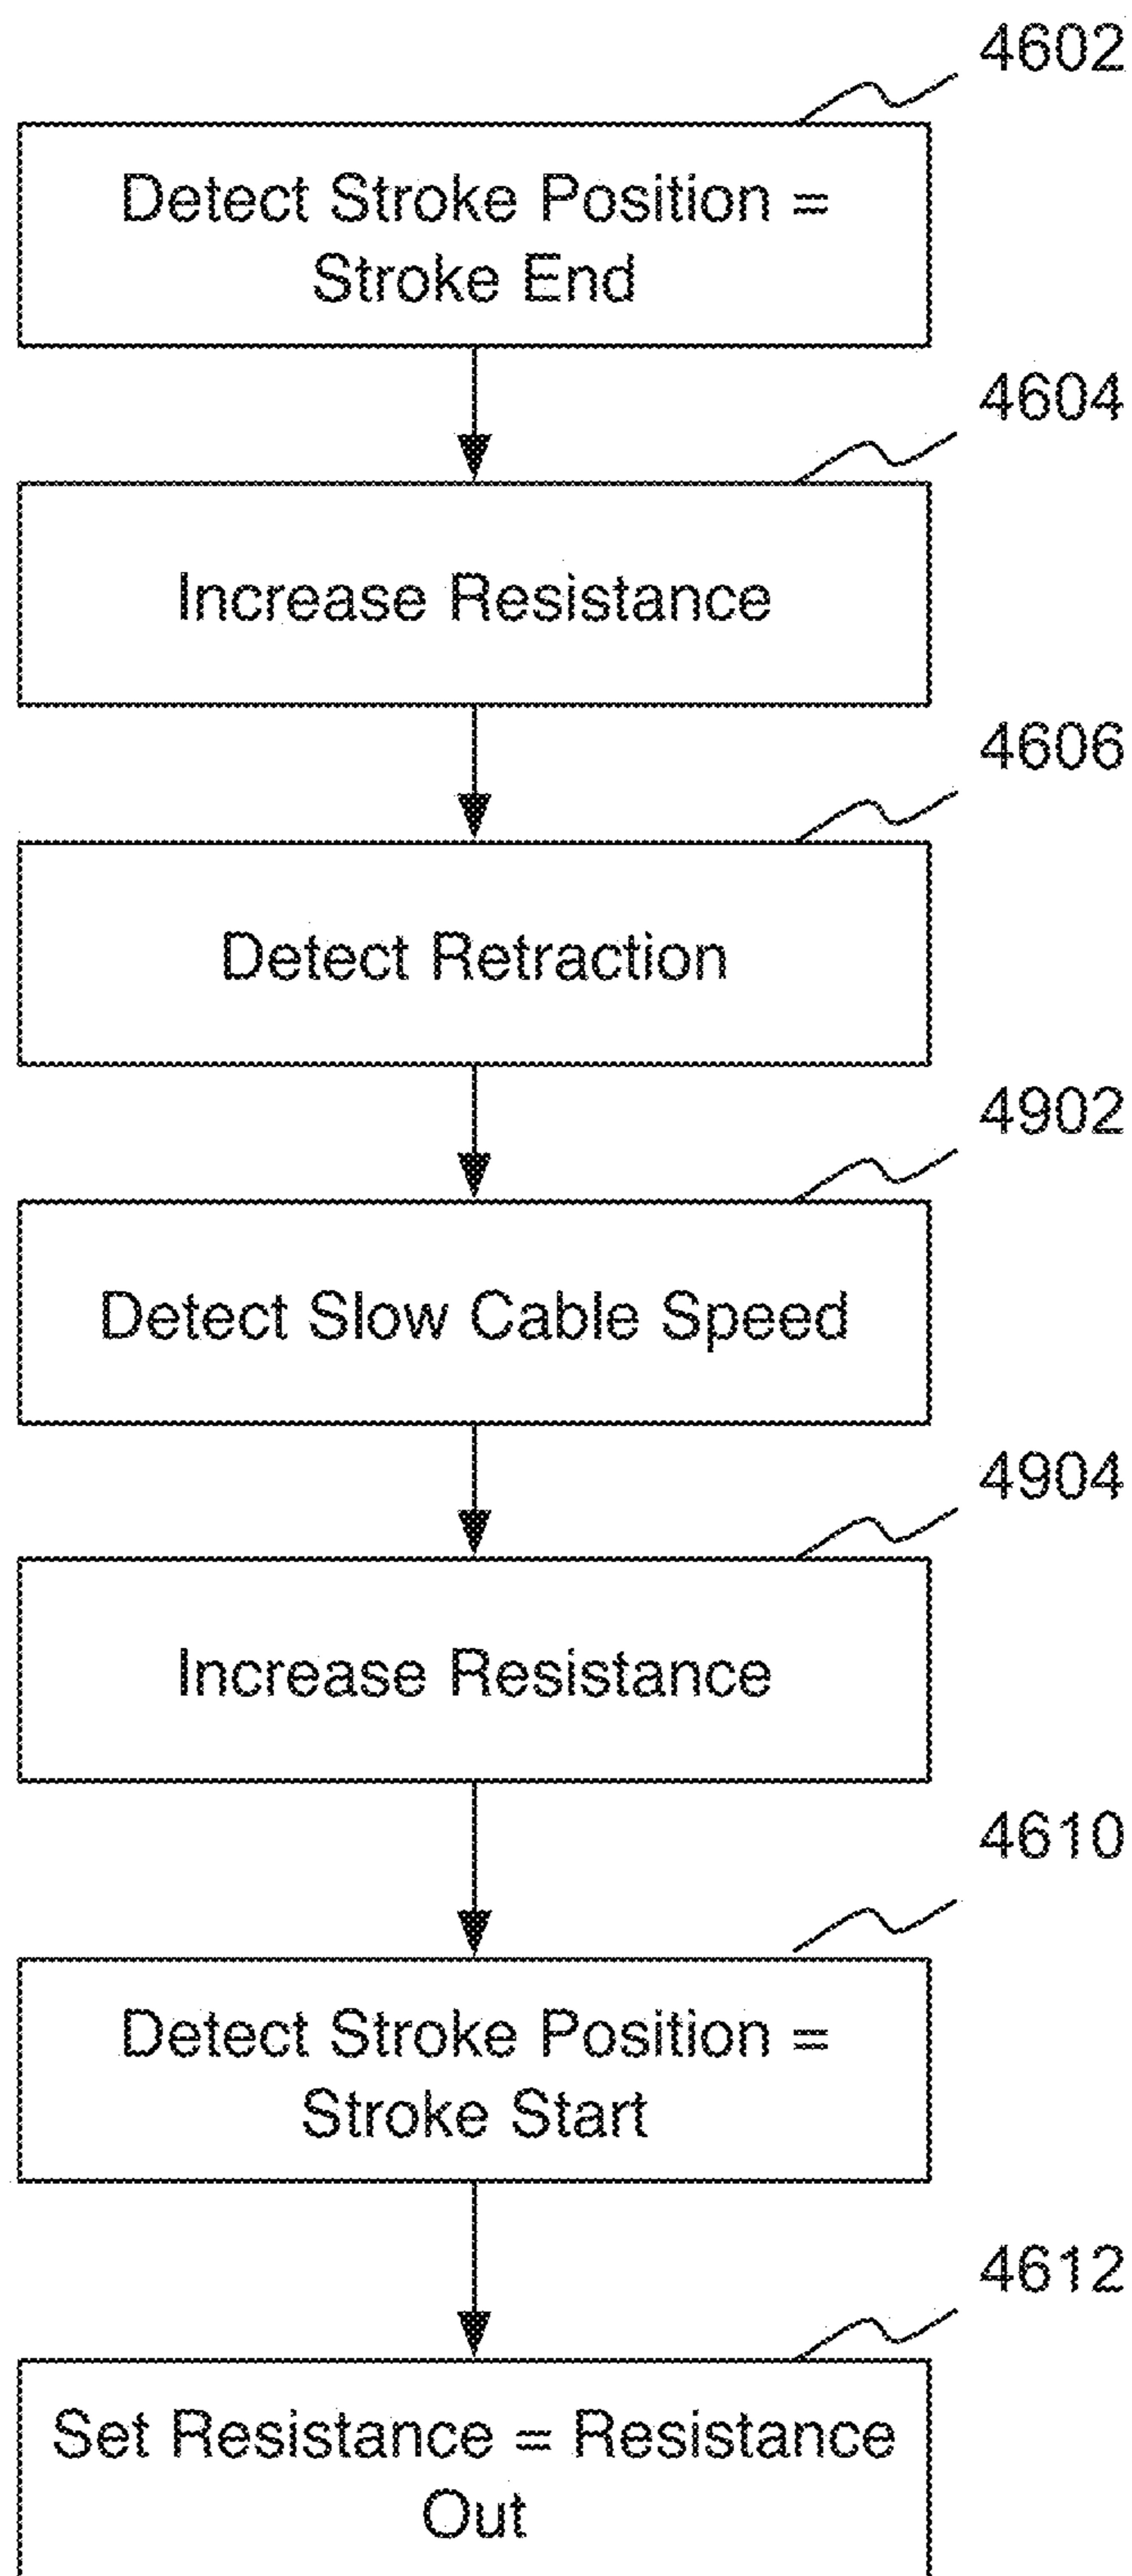 4602
Detect Stroke Position =
Stroke End
4604
Increase Resistance
4606
Detect Retraction
4902
Detect Slow Cable Speed
4904
Increase Resistance
4610
Detect Stroke Position =
Stroke Start
4612
Set Resistance = Resistance
Out